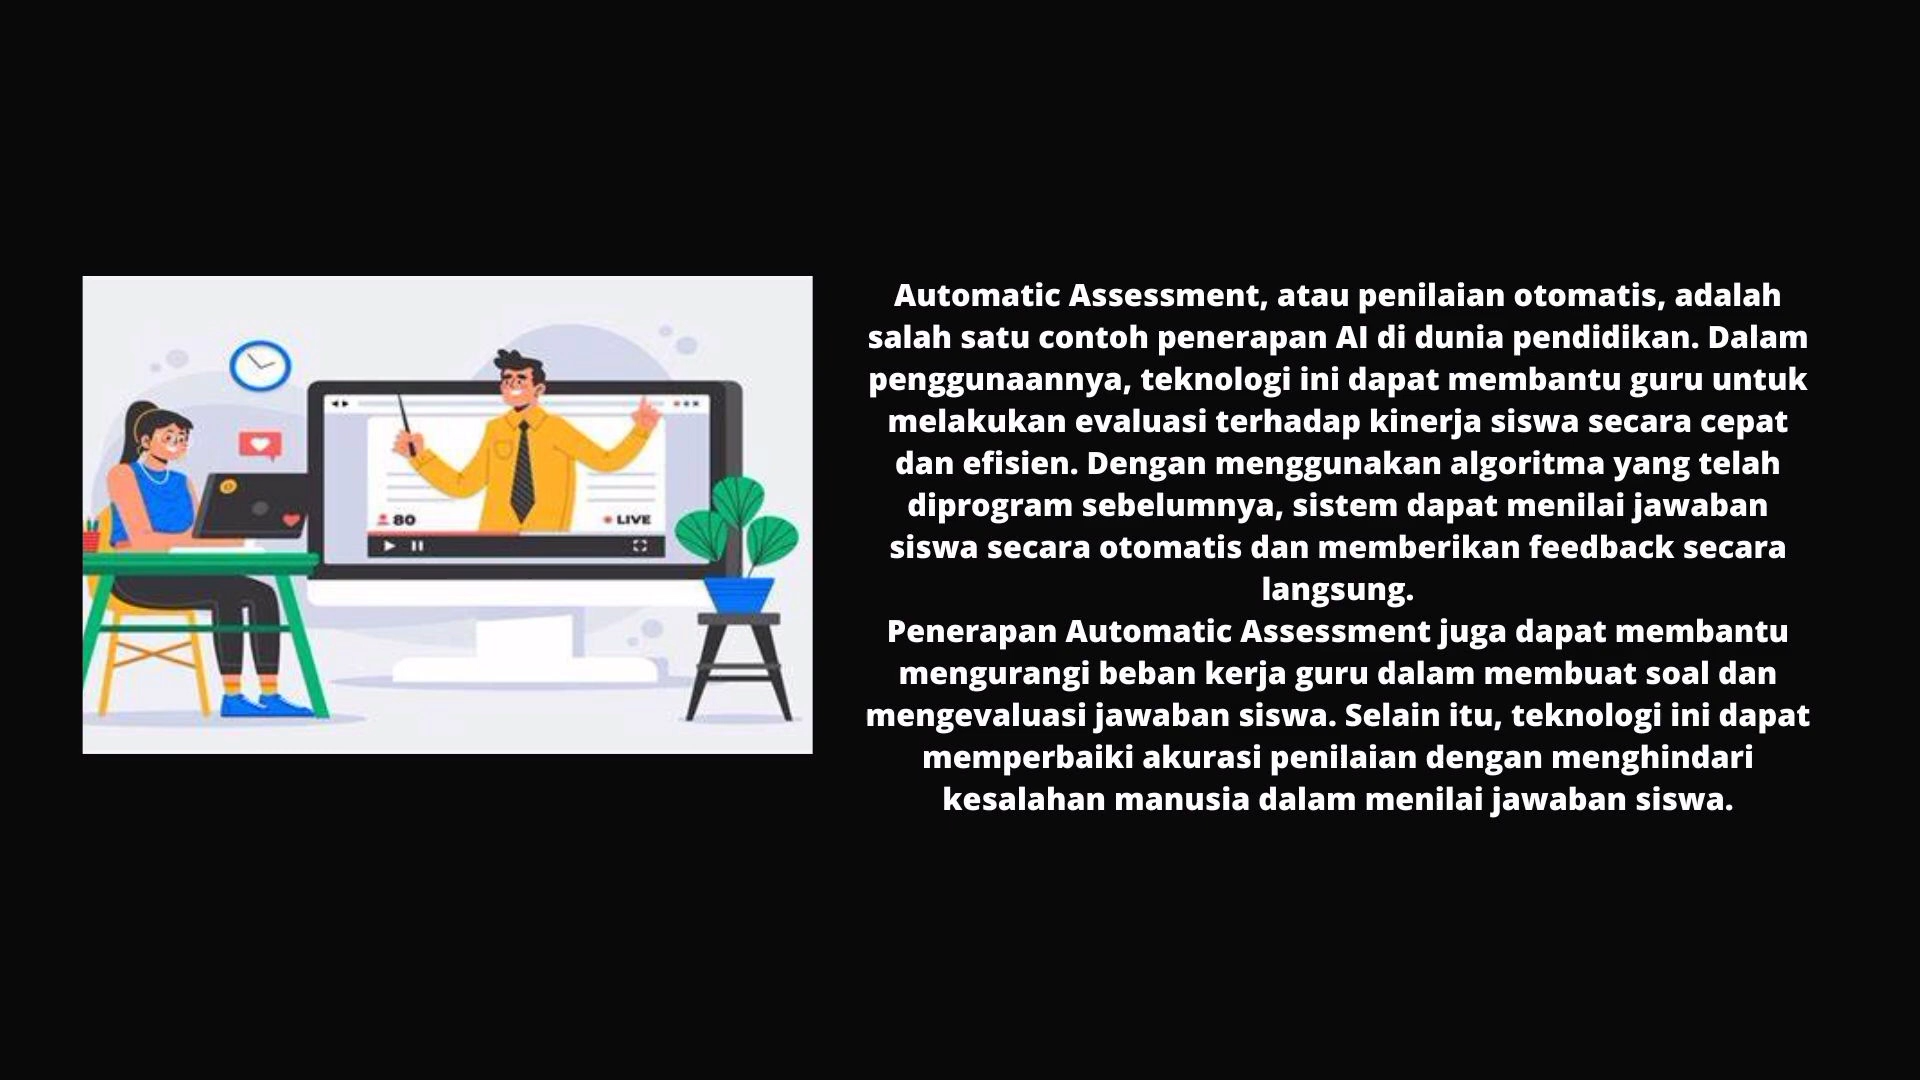 80
LIVE
Automatic Assessment, atau penilaian otomatis, adalah
salah satu contoh penerapan AI di dunia pendidikan. Dalam
penggunaannya, teknologi ini dapat membantu guru untuk
melakukan evaluasi terhadap kinerja siswa secara cepat
dan efisien. Dengan menggunakan algoritma yang telah
diprogram sebelumnya, sistem dapat menilai jawaban
siswa secara otomatis dan memberikan feedback secara
langsung.
Penerapan Automatic Assessment juga dapat membantu
mengurangi beban kerja guru dalam membuat soal dan
mengevaluasi jawaban siswa. Selain itu, teknologi ini dapat
memperbaiki akurasi penilaian dengan menghindari
kesalahan manusia dalam menilai jawaban siswa.